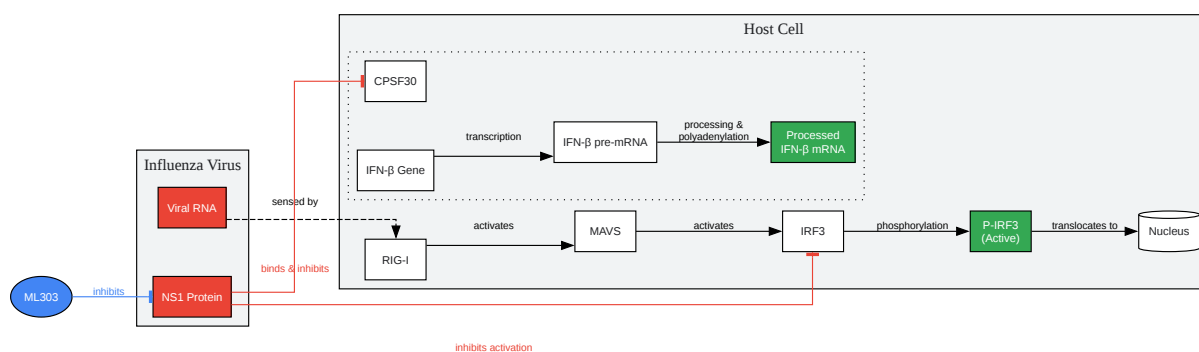 Host Cell
CPSF30
transcription
processing &
polyadenylation
IFN-β pre-mRNA
Processed
IFN-β mRNA
IFN-β Gene
Influenza Virus
Viral RNA
sensed by
RIG-I
activates
MAVS
activates
IRF3
phosphorylation
P-IRF3
(Active)
translocates to
Nucleus
binds & inhibits
ML303
inhibits
NS1 Protein
inhibits activation